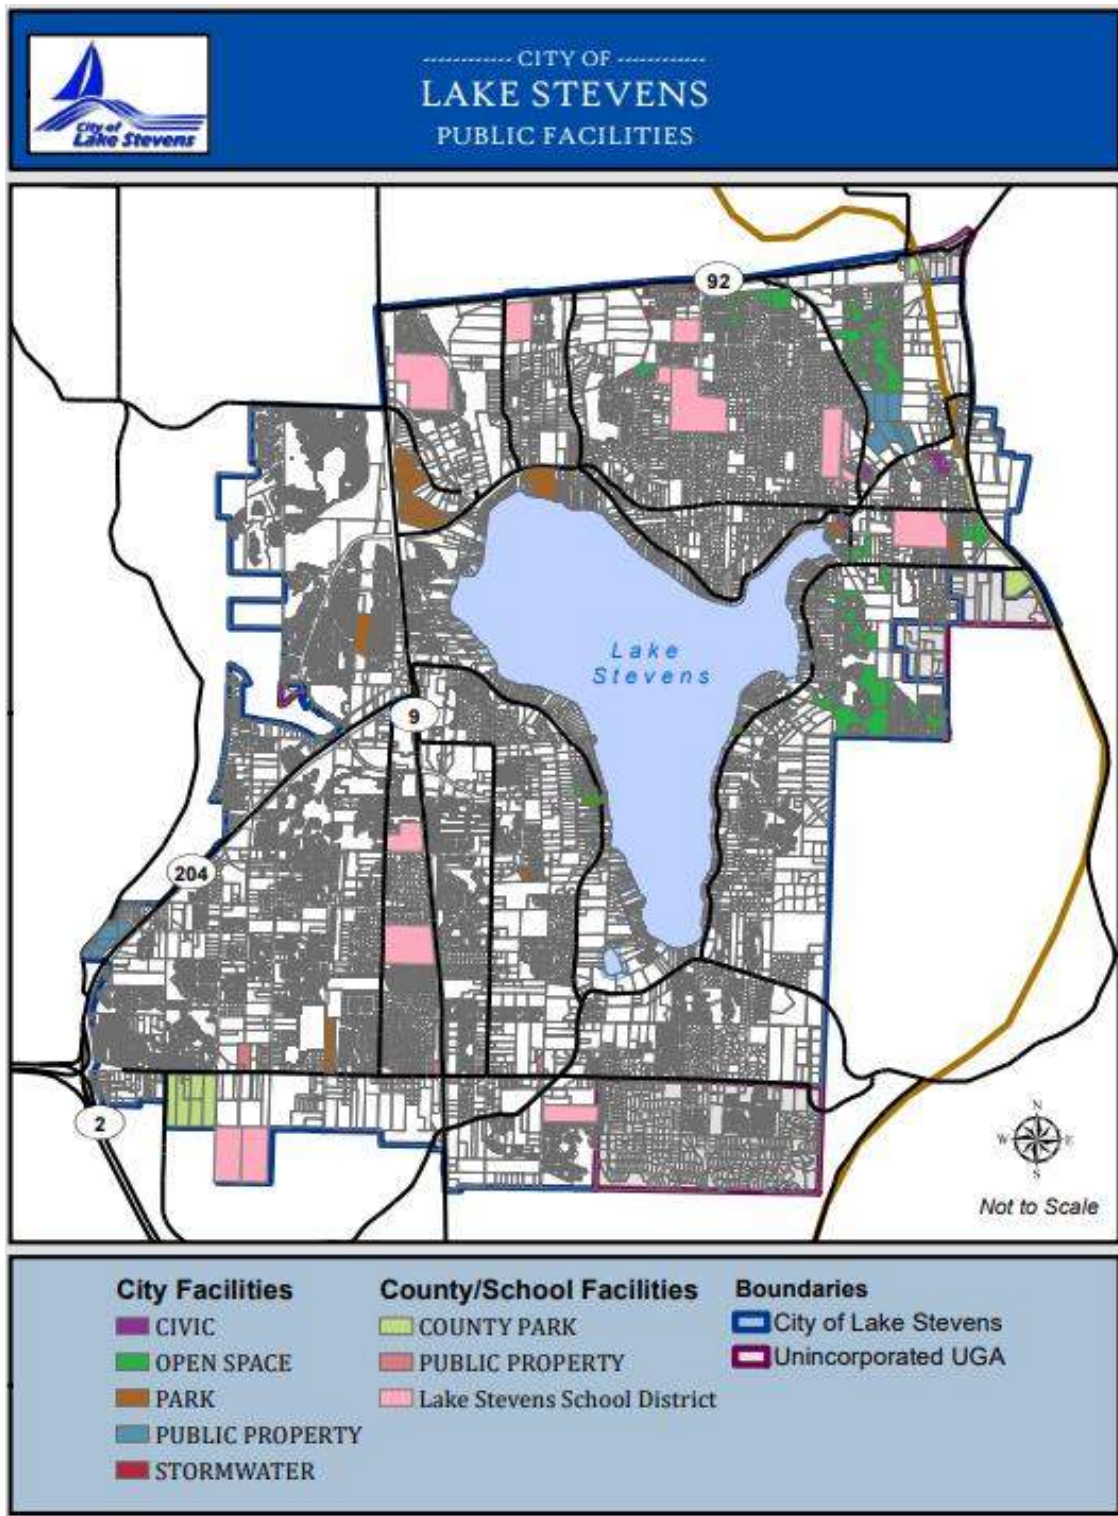 City of
Lake Stevens
------------ CITY OF ------------
LAKE STEVENS
PUBLIC FACILITIES
92
Lake
Stevens
9
204
2
N
W E
S
Not to Scale
City Facilities
CIVIC
OPEN SPACE
PARK
PUBLIC PROPERTY
STORMWATER
County/School Facilities
COUNTY PARK
PUBLIC PROPERTY
Lake Stevens School District
Boundaries
City of Lake Stevens
Unincorporated UGA